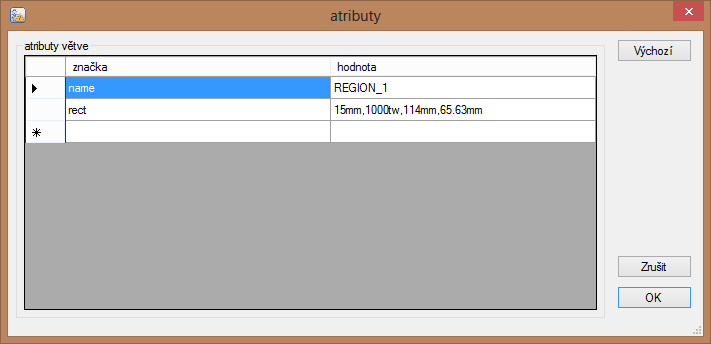 atributy
atributy větve
Výchozí
značka hodnota
name REGION_1
rect 15mm,1000tw,114mm,65.63mm
Zrušit
OK